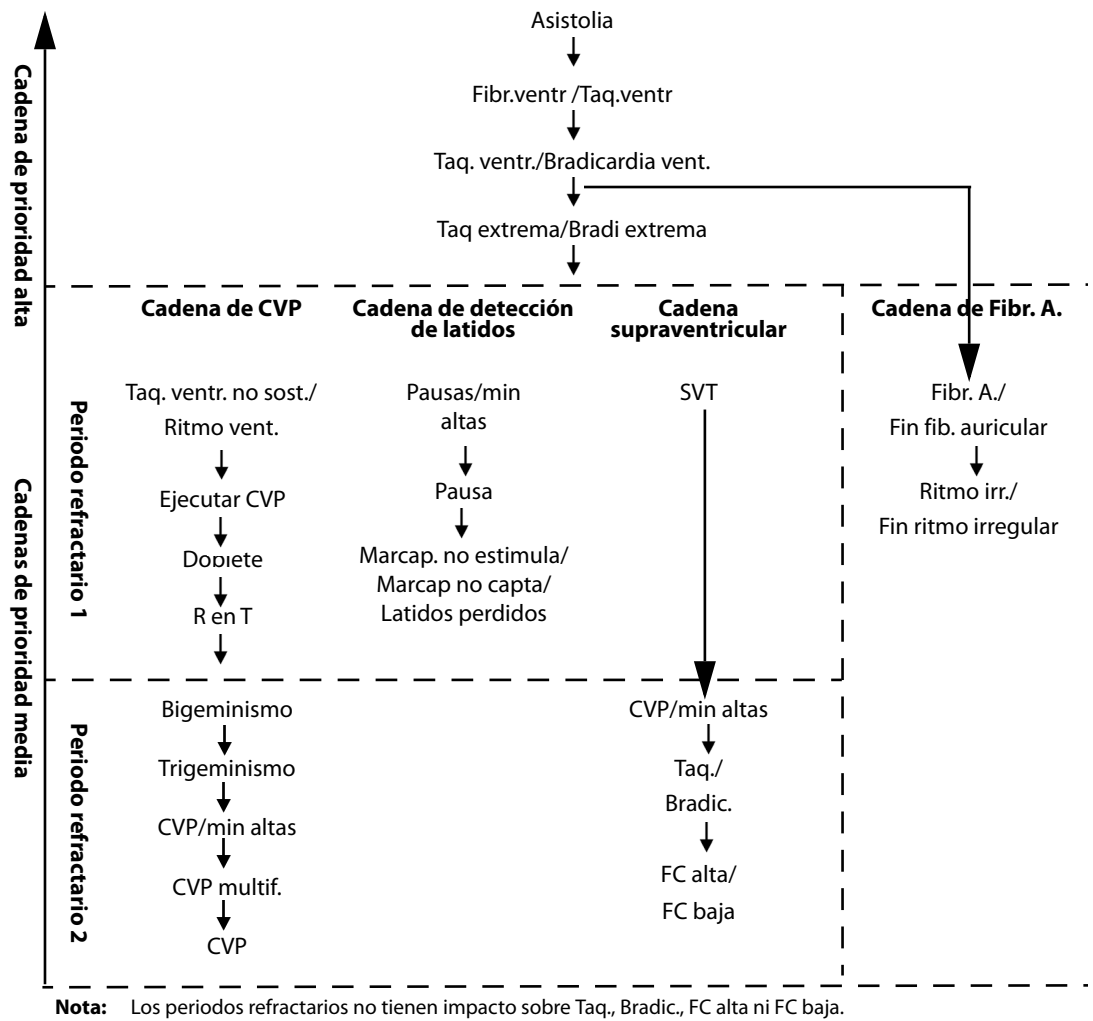 Asistolia
Fibr.ventr /Taq.ventr
Taq. ventr./Bradicardia vent.
Taq extrema/Bradi extrema
Cadena de prioridad alta
Cadenas de prioridad media
Periodo refractario 1
Periodo refractario 2
Cadena de CVP
Taq. ventr. no sost./
Ritmo vent.
Ejecutar CVP
Doblete
R en T
Bigeminismo
Trigeminismo
CVP/min altas
CVP multif.
CVP
Cadena de detección
de latidos
Pausas/min
altas
Pausa
Marcap. no estimula/
Marcap no capta/
Latidos perdidos
Cadena
supraventricular
SVT
CVP/min altas
Taq./
Bradic.
FC alta/
FC baja
Cadena de Fibr. A.
Fibr. A./
Fin fib. auricular
Ritmo irr./
Fin ritmo irregular
Nota: Los periodos refractarios no tienen impacto sobre Taq., Bradic., FC alta ni FC baja.